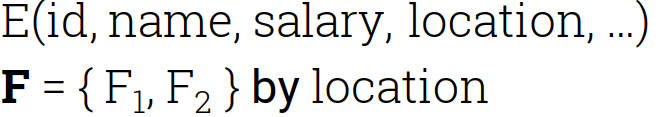 E(id, name, salary, location, ...)
F = { F₁, F₂ } by location